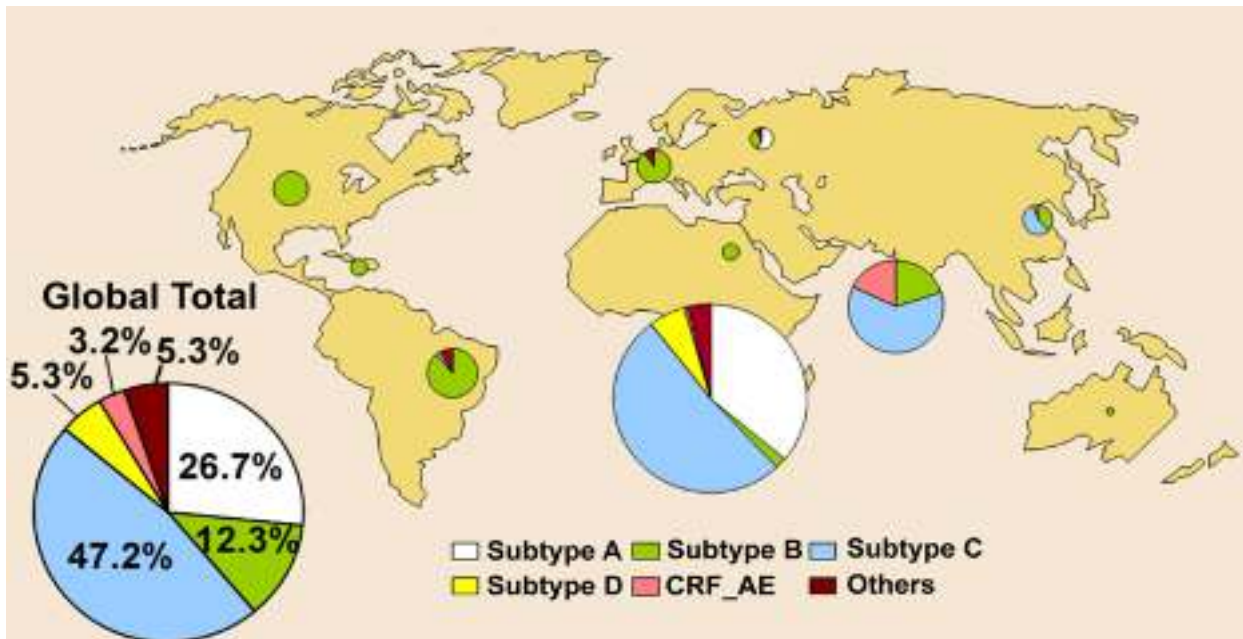 Global Total
3.2%
5.3%
5.3%
26.7%
12.3%
47.2%
Subtype A Subtype B Subtype C
Subtype D CRF_AE Others